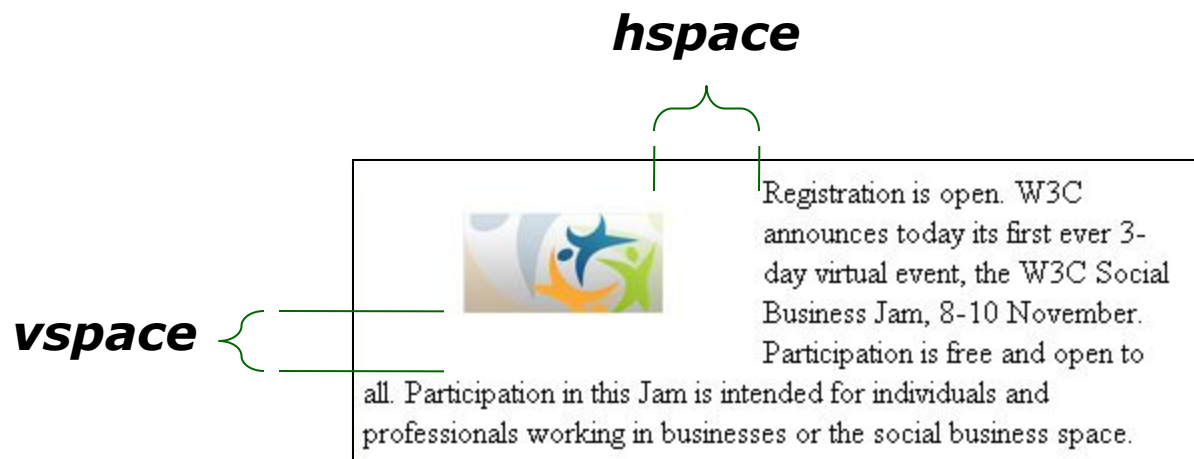 hspace
Registration is open. W3C
announces today its first ever 3-
day virtual event, the W3C Social
Business Jam, 8-10 November.
vspace
Participation is free and open to
all. Participation in this Jam is intended for individuals and
professionals working in businesses or the social business space.